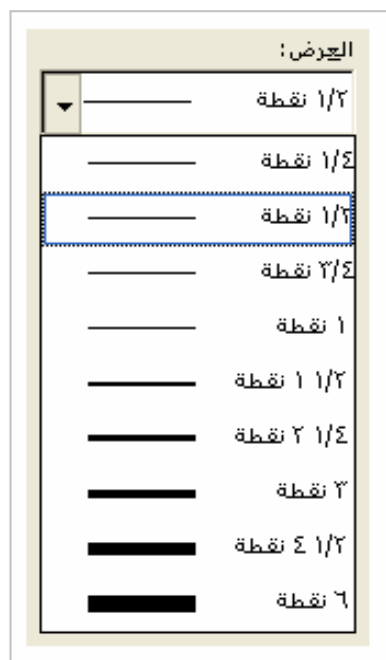 العرض:
١/٢ نقطة
١/٤ نقطة
١/٢ نقطة
٣/٤ نقطة
١ نقطة
١/٢ ١ نقطة
١/٤ ٢ نقطة
٣ نقطة
١/٢ ٤ نقطة
٦ نقطة